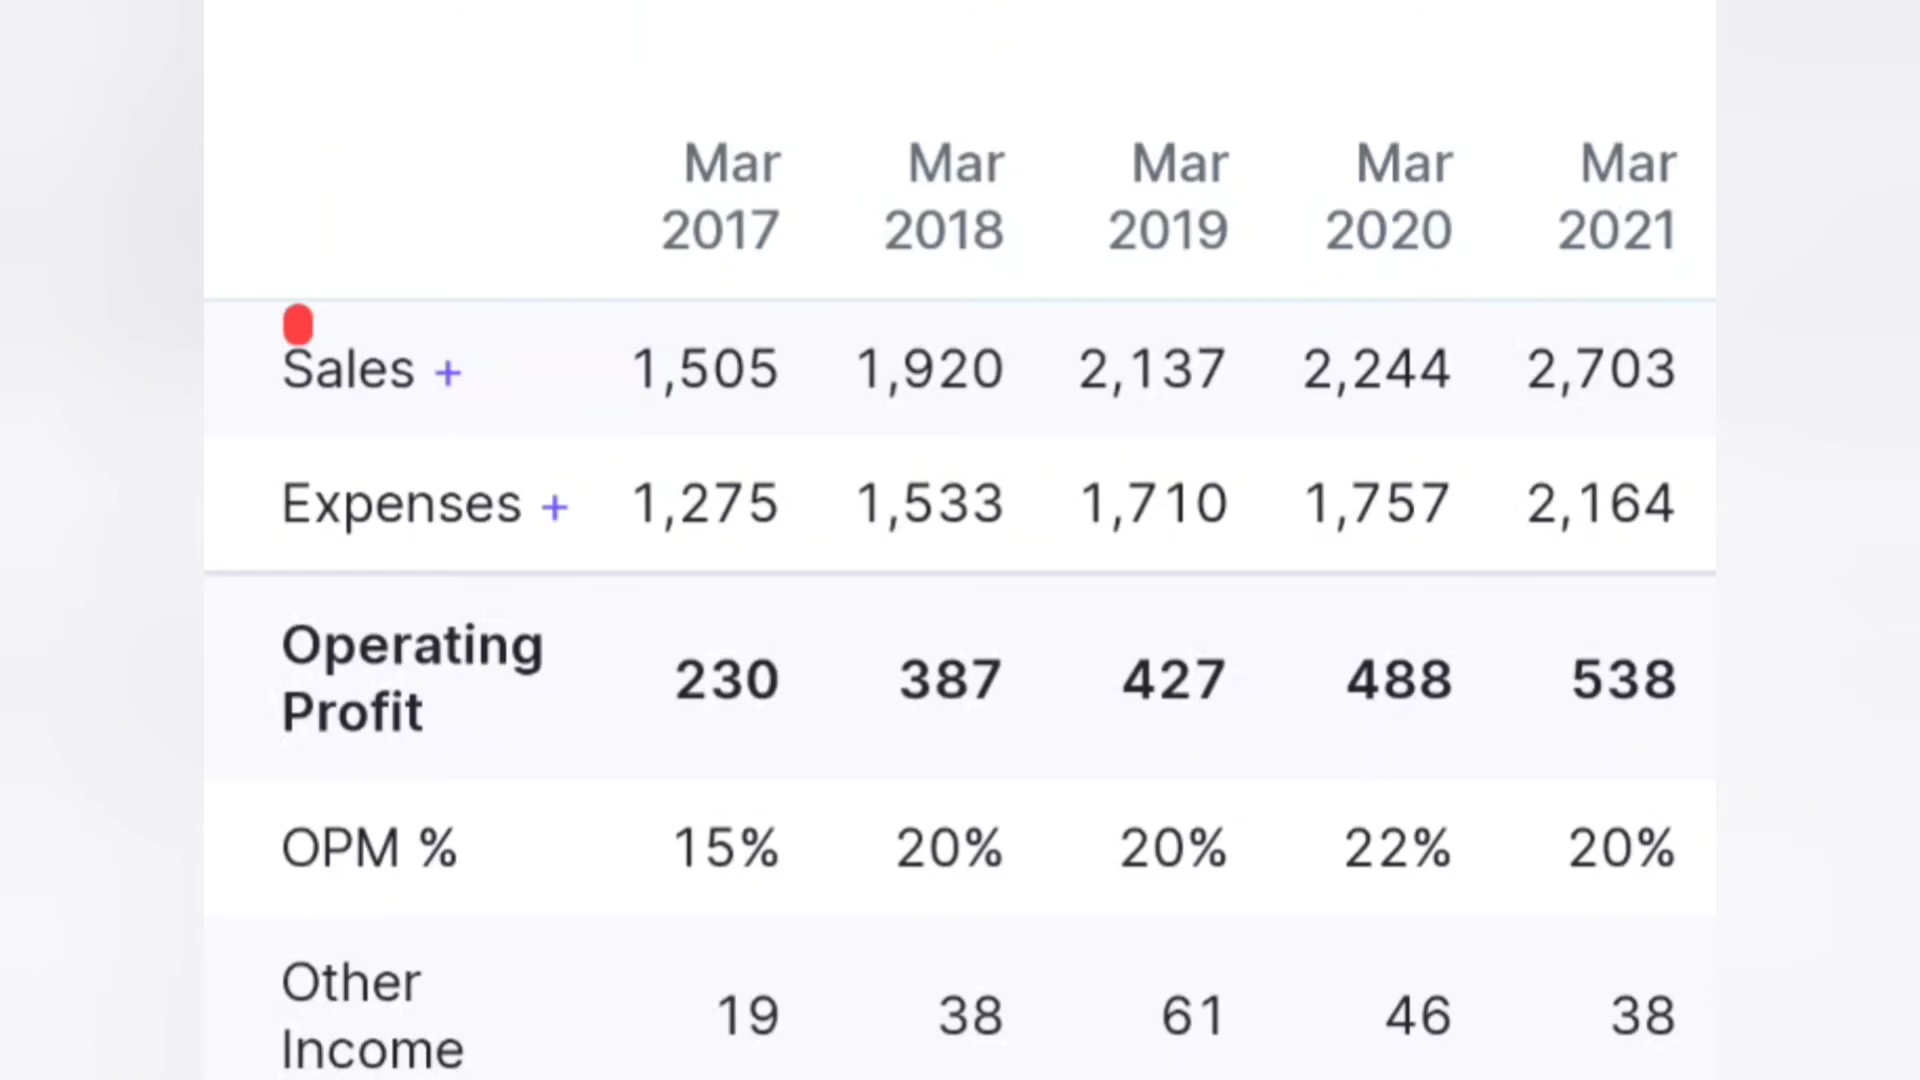 Mar Mar Mar Mar Mar
2017 2018 2019 2020 2021
Sales + 1,505 1,920 2,137 2,244 2,703
Expenses + 1,275 1,533 1,710 1,757 2,164
Operating
Profit 230 387 427 488 538
OPM % 15% 20% 20% 22% 20%
Other
Income 19 38 61 46 38